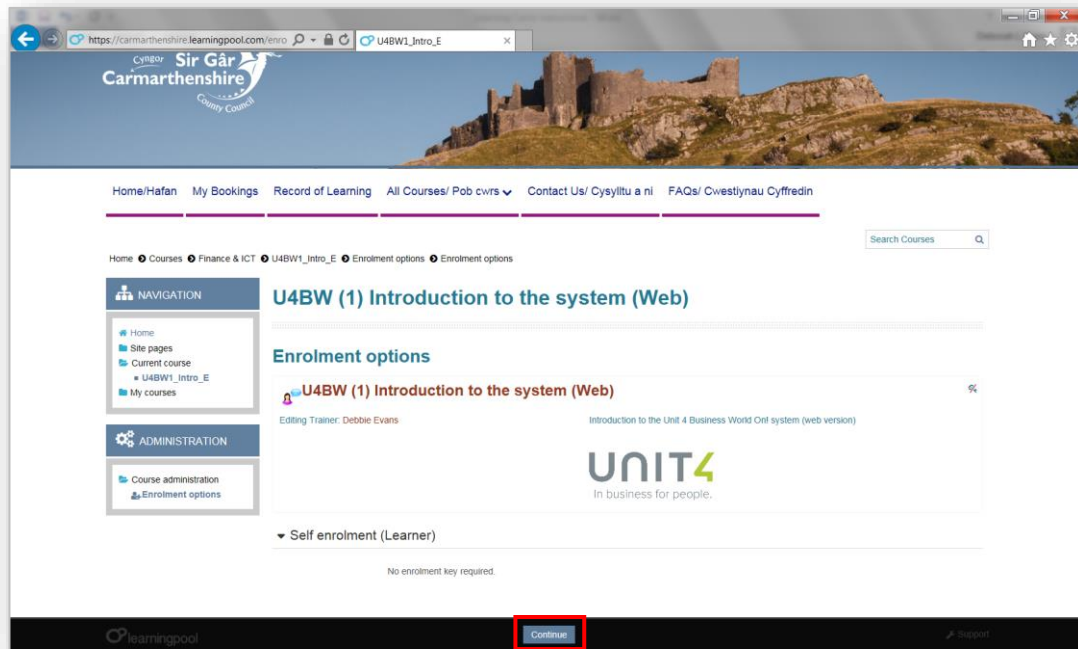 https://carmarthenshire.learningpool.com/enro
U4BW1_Intro_E
Cyngor Sir Gâr
Carmarthenshire
County Council
Home/Hafan My Bookings Record of Learning All Courses/ Pob cwrs Contact Us/ Cysylltu a ni FAQs/ Cwestiynau Cyffredin
Search Courses
Home Courses Finance & ICT U4BW1_Intro_E Enrolment options Enrolment options
NAVIGATION
Home
Site pages
Current course
U4BW1_Intro_E
My courses
ADMINISTRATION
Course administration
Enrolment options
U4BW (1) Introduction to the system (Web)
Enrolment options
U4BW (1) Introduction to the system (Web)
Editing Trainer: Debbie Evans
Introduction to the Unit 4 Business World On! system (web version)
UNIT4
In business for people.
Self enrolment (Learner)
No enrolment key required.
learningpool
Continue
Support